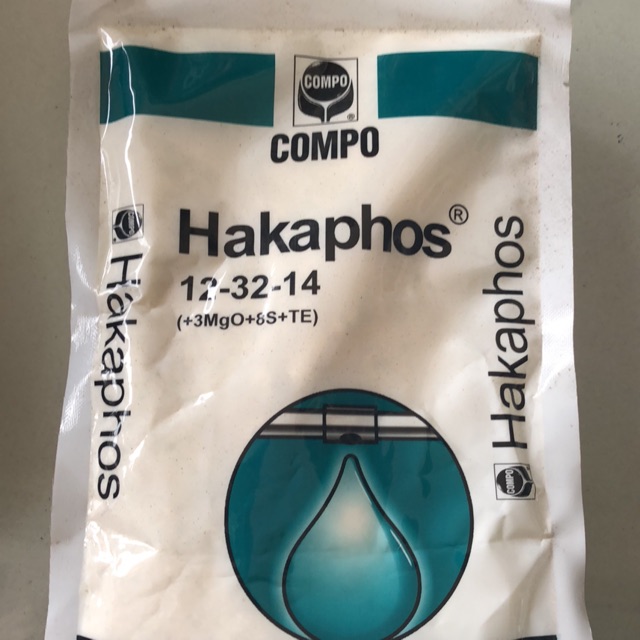 COMPO
®
COMPO
Hakaphos®
12-32-14
(+3MgO+8S+TE)
COMPO
Hakaphos
Hakaphos
COMPO